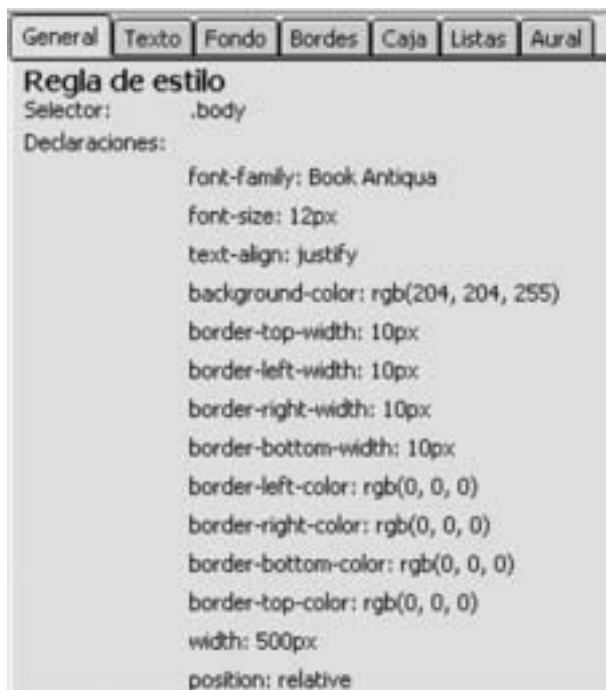 General Texto Fondo Bordes Caja Listas Aural
Regla de estilo
Selector: .body
Declaraciones:
font-family: Book Antiqua
font-size: 12px
text-align: justify
background-color: rgb(204, 204, 255)
border-top-width: 10px
border-left-width: 10px
border-right-width: 10px
border-bottom-width: 10px
border-left-color: rgb(0, 0, 0)
border-right-color: rgb(0, 0, 0)
border-bottom-color: rgb(0, 0, 0)
border-top-color: rgb(0, 0, 0)
width: 500px
position: relative